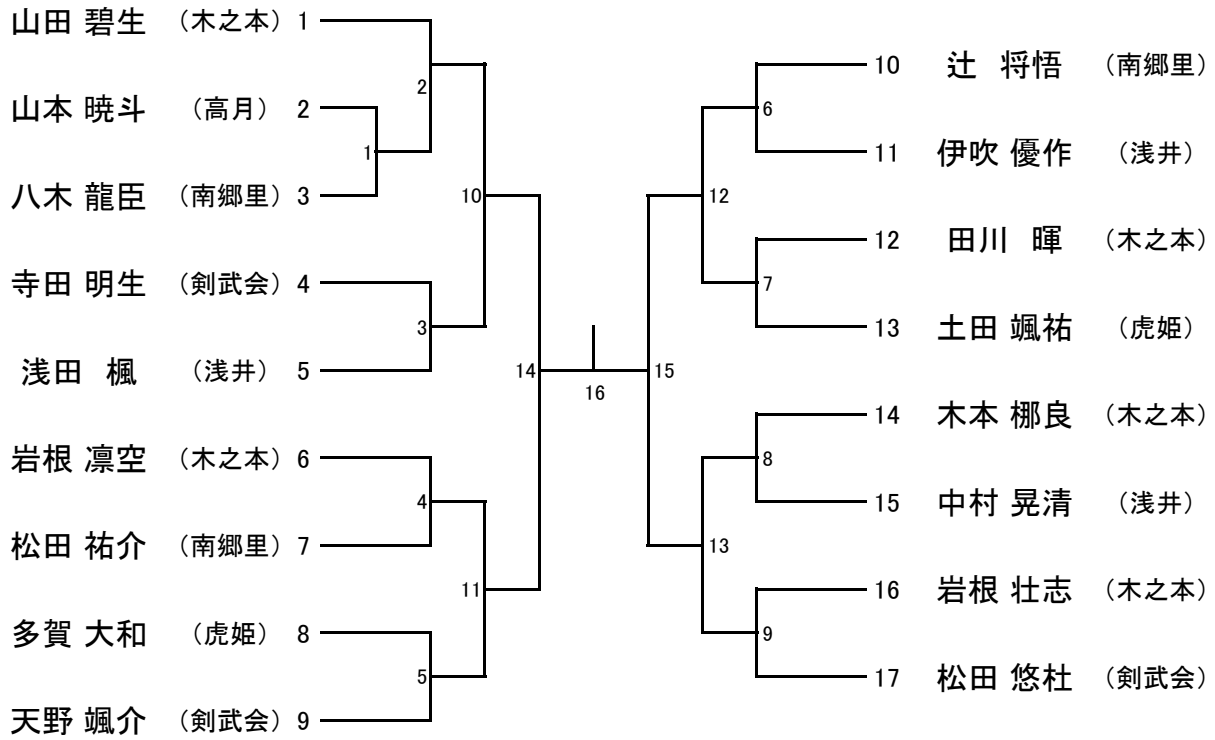 山田 碧生 （木之本） 1
山本 暁斗 （高月） 2
八木 龍臣 （南郷里） 3
寺田 明生 （剣武会） 4
浅田 楓 （浅井） 5
岩根 凛空 （木之本） 6
松田 祐介 （南郷里） 7
多賀 大和 （虎姫） 8
天野 颯介 （剣武会） 9
1
2
3
4
5
10
11
14
16
15
12
13
6
7
8
9
10 辻 将悟 （南郷里）
11 伊吹 優作 （浅井）
12 田川 暉 （木之本）
13 土田 颯祐 （虎姫）
14 木本 梛良 （木之本）
15 中村 晃清 （浅井）
16 岩根 壮志 （木之本）
17 松田 悠杜 （剣武会）